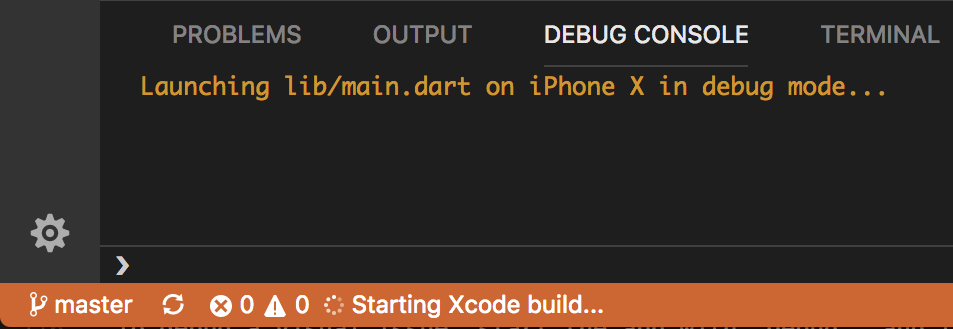 PROBLEMS OUTPUT DEBUG CONSOLE TERMINAL
Launching lib/main.dart on iPhone X in debug mode...
master 0 0 Starting Xcode build...